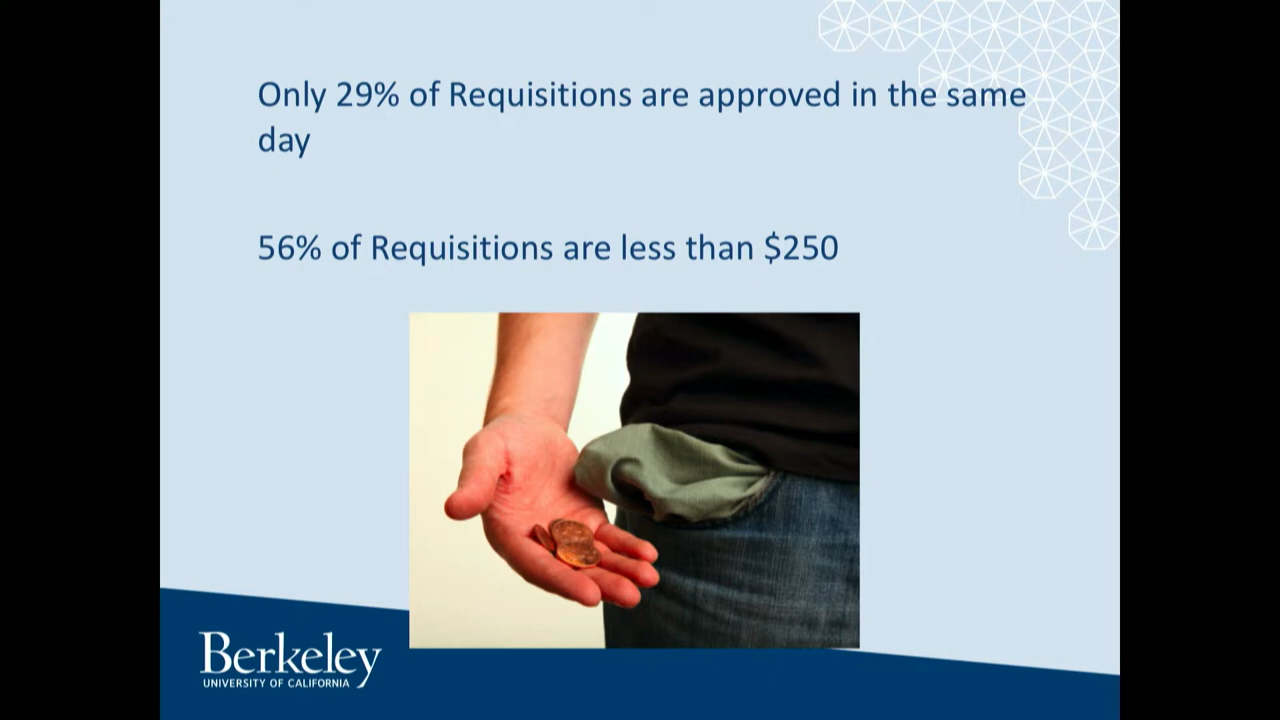 Only 29% of Requisitions are approved in the same
day
56% of Requisitions are less than $250
Berkeley
UNIVERSITY OF CALIFORNIA